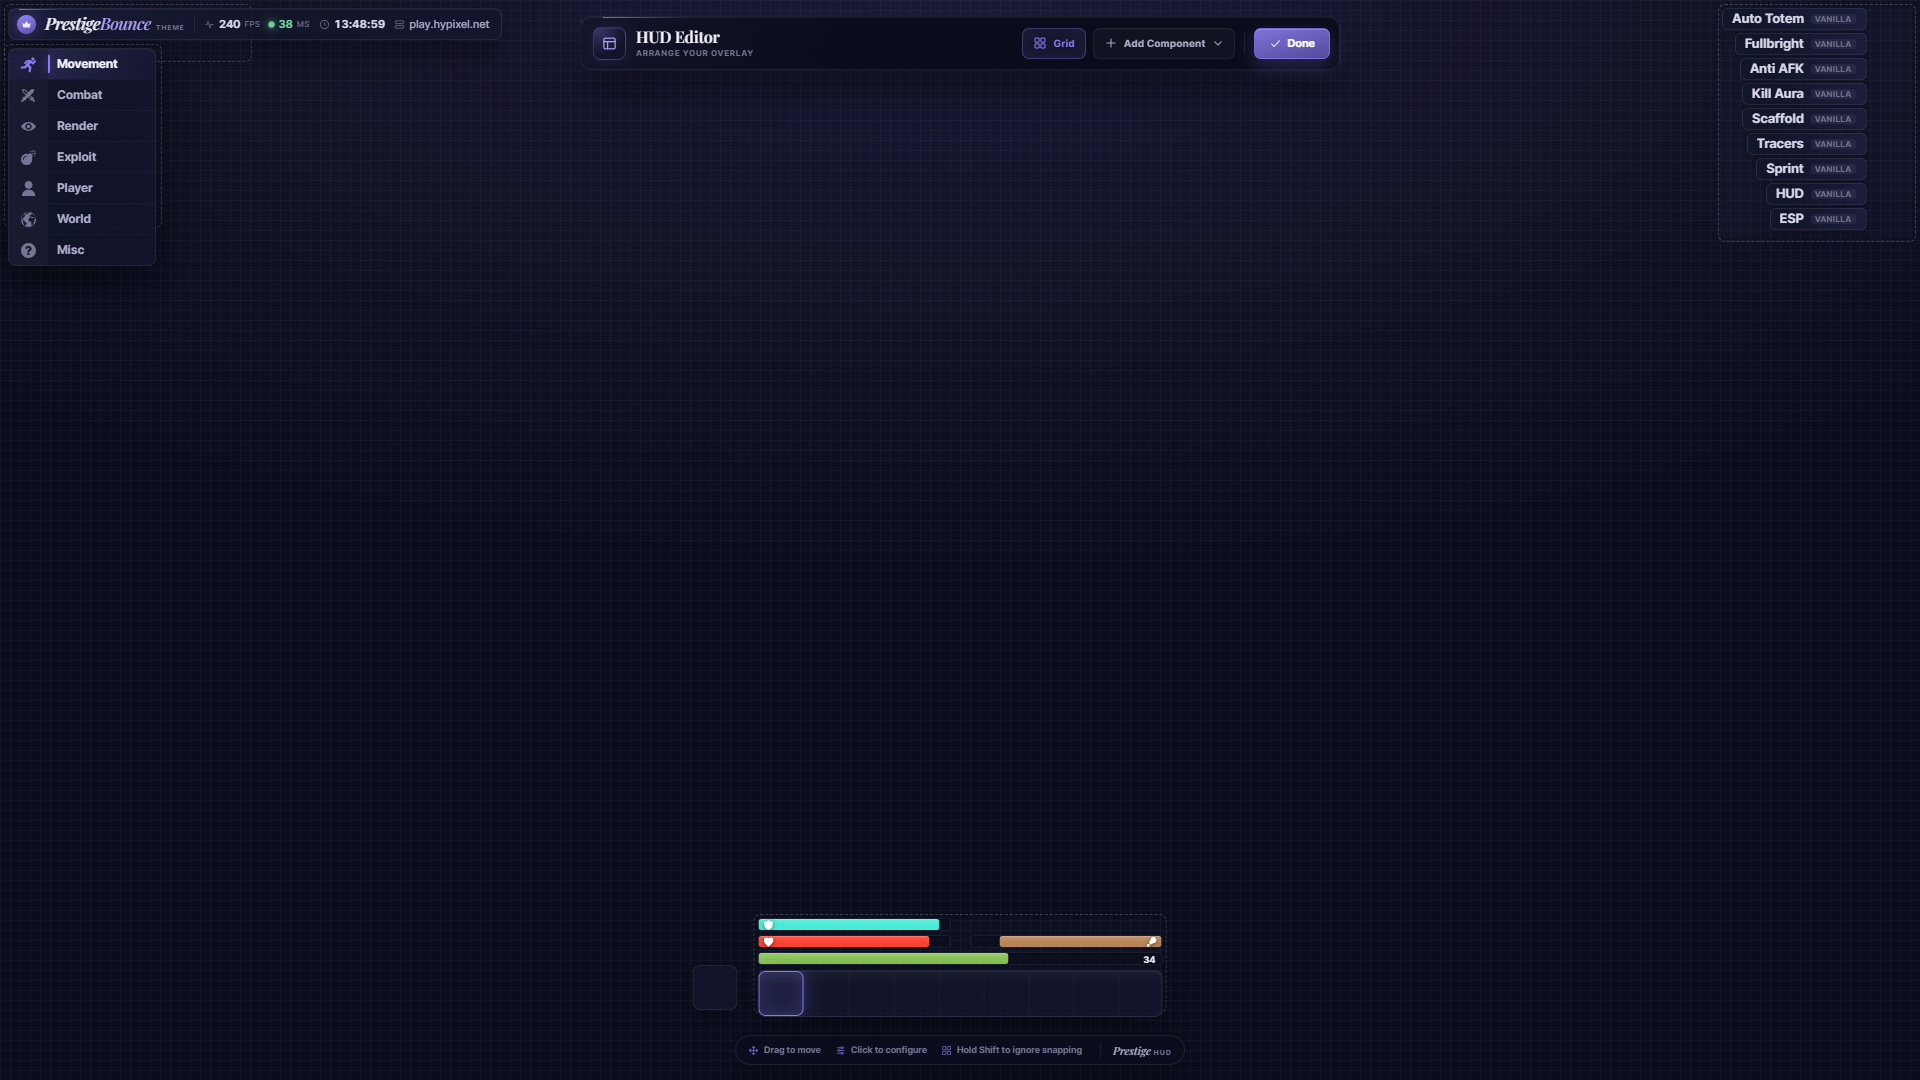 PrestigeBounce THEME 240 FPS 38 MS 13:48:59 play.hypixel.net
Movement
Combat
Render
Exploit
Player
World
Misc
HUD Editor
ARRANGE YOUR OVERLAY
Grid
Add Component
Done
Auto Totem VANILLA
Fullbright VANILLA
Anti AFK VANILLA
Kill Aura VANILLA
Scaffold VANILLA
Tracers VANILLA
Sprint VANILLA
HUD VANILLA
ESP VANILLA
34
Drag to move Click to configure Hold Shift to ignore snapping Prestige HUD